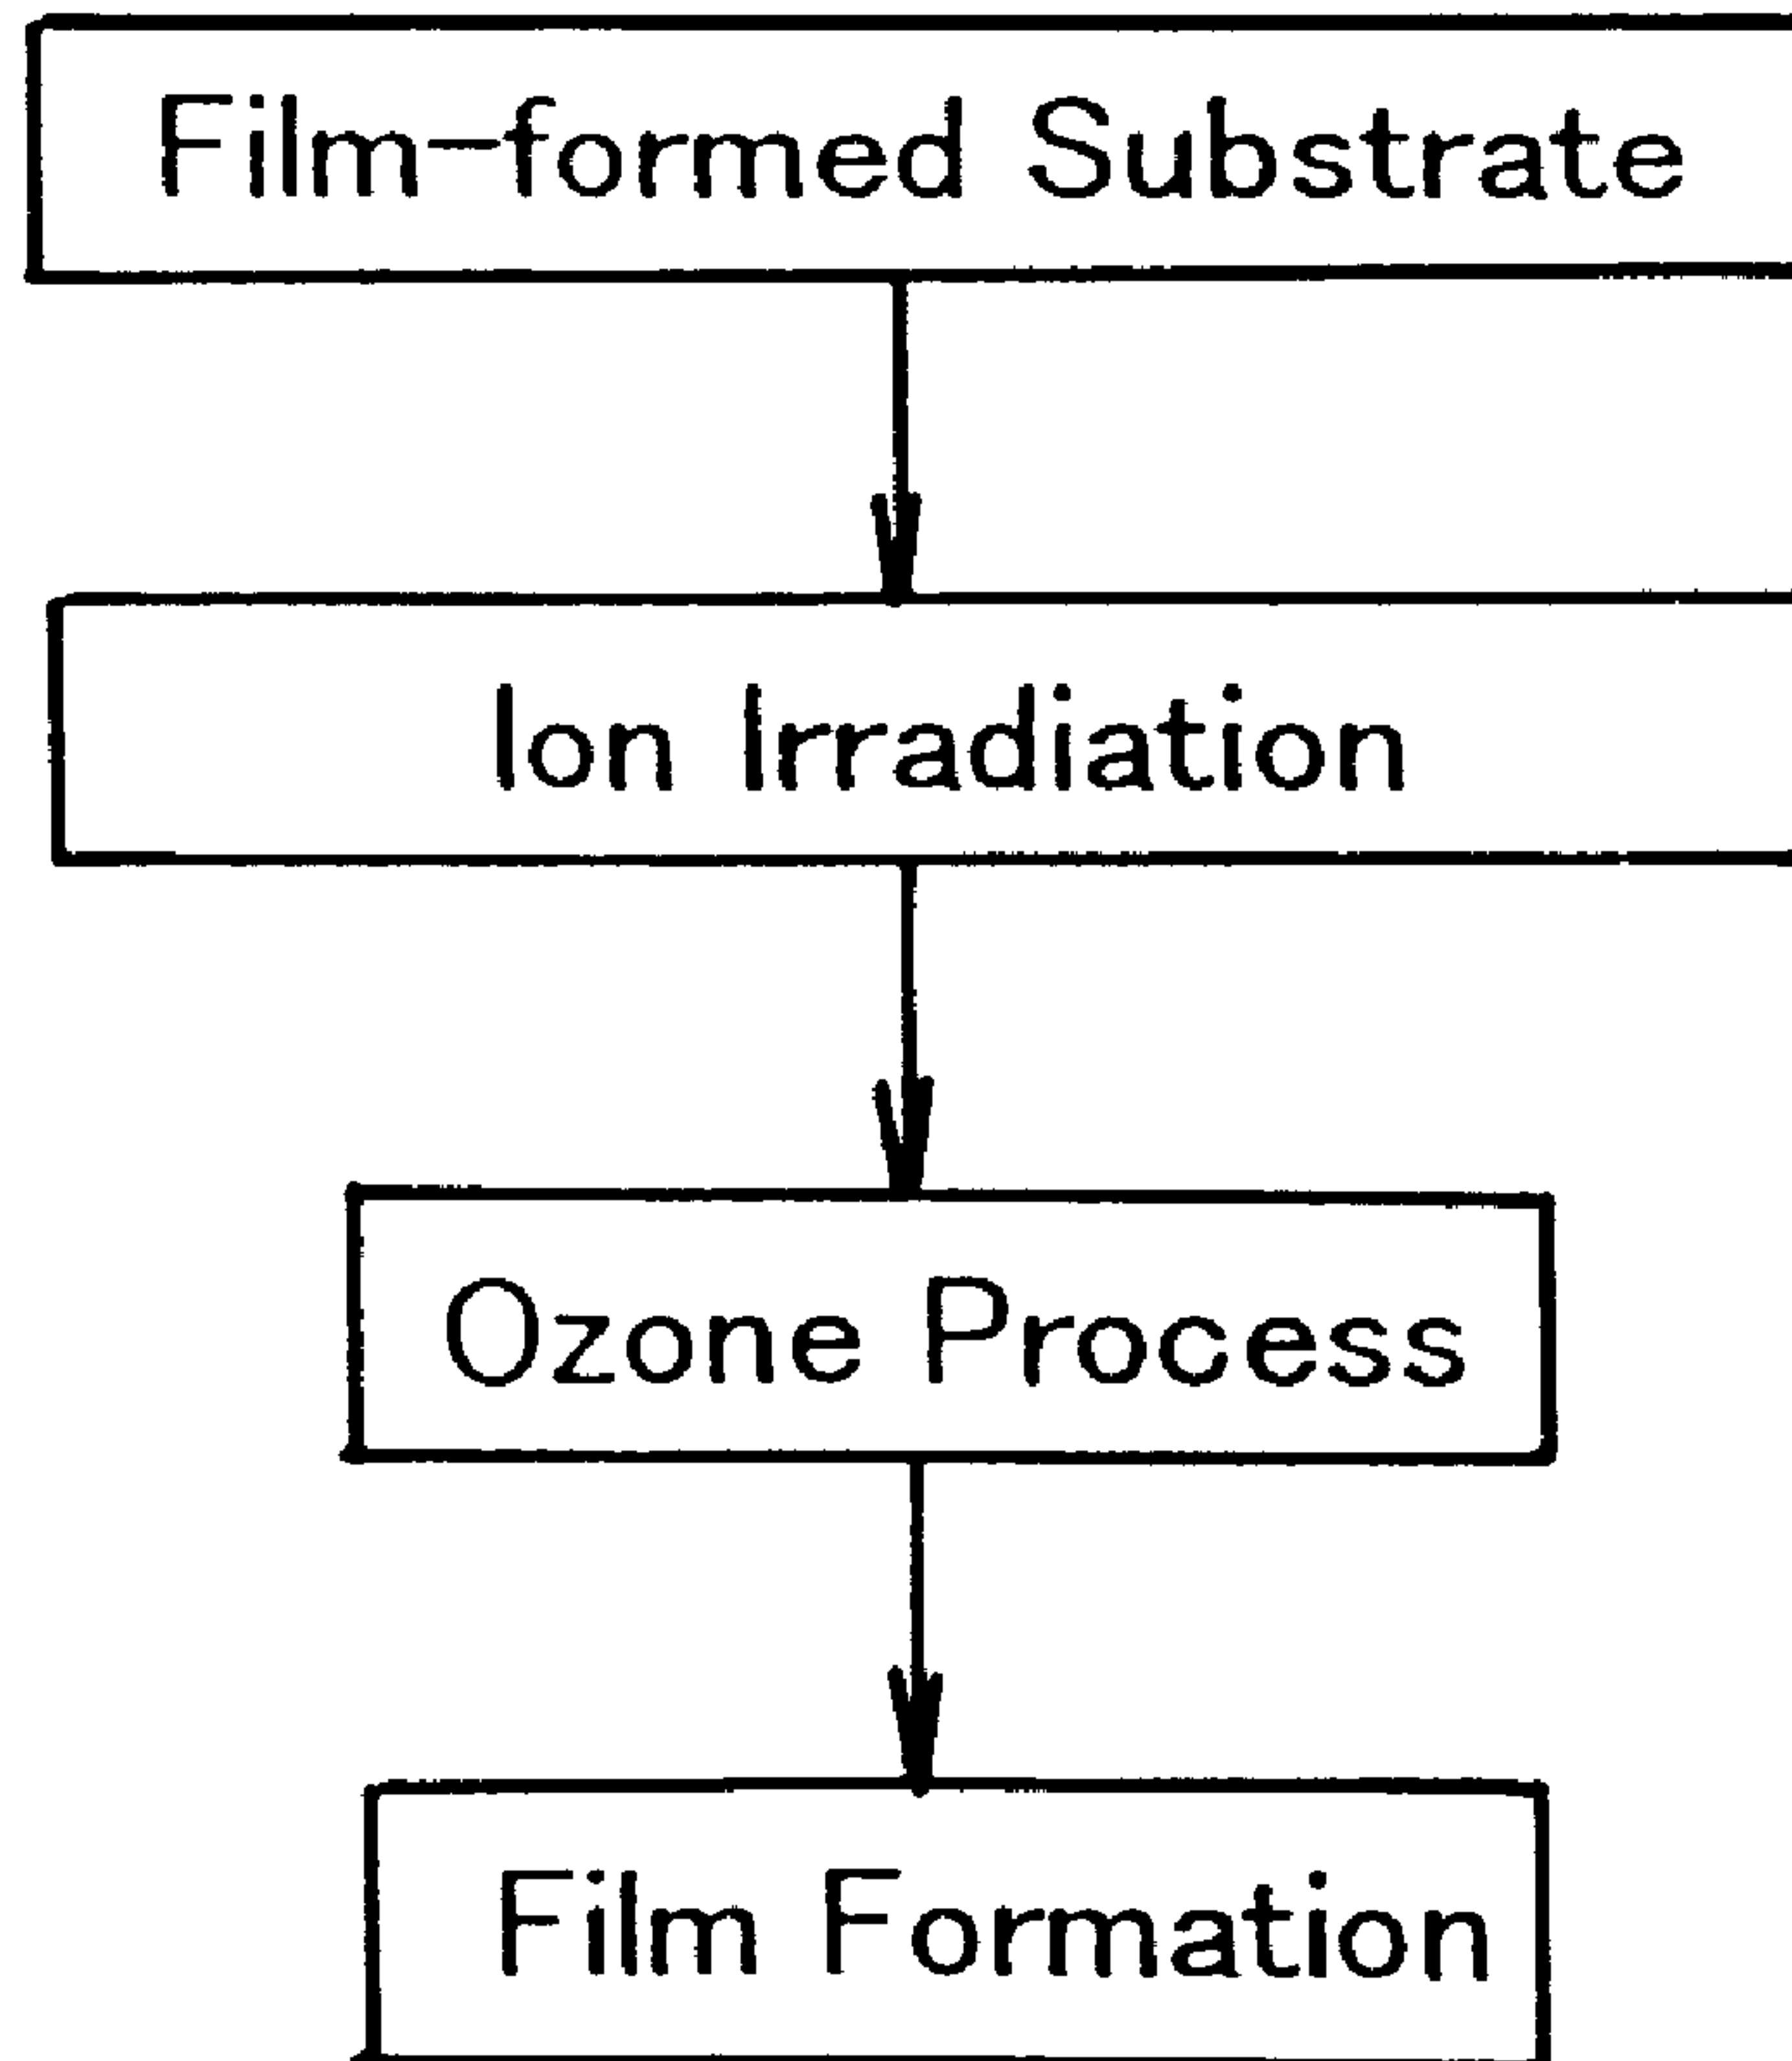 Film-formed Substrate
Ion Irradiation
Ozone Process
Film Formation